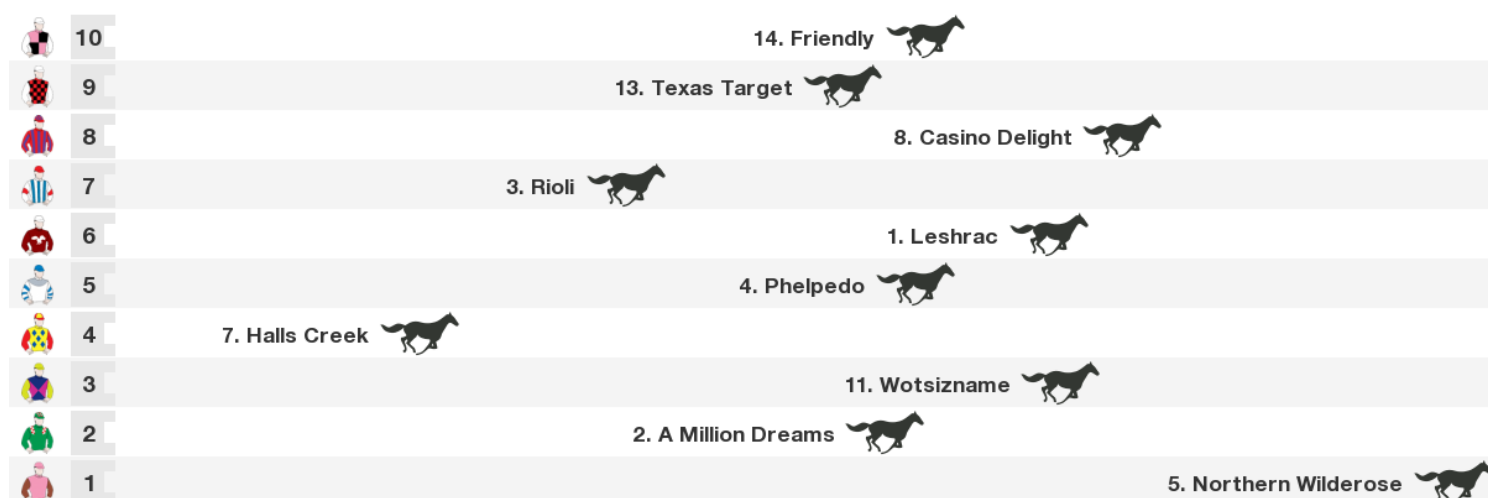 10 14. Friendly
9 13. Texas Target
8 8. Casino Delight
7 3. Rioli
6 1. Leshrac
5 4. Phelpedo
4 7. Halls Creek
3 11. Wotsizname
2 2. A Million Dreams
1 5. Northern Wilderose